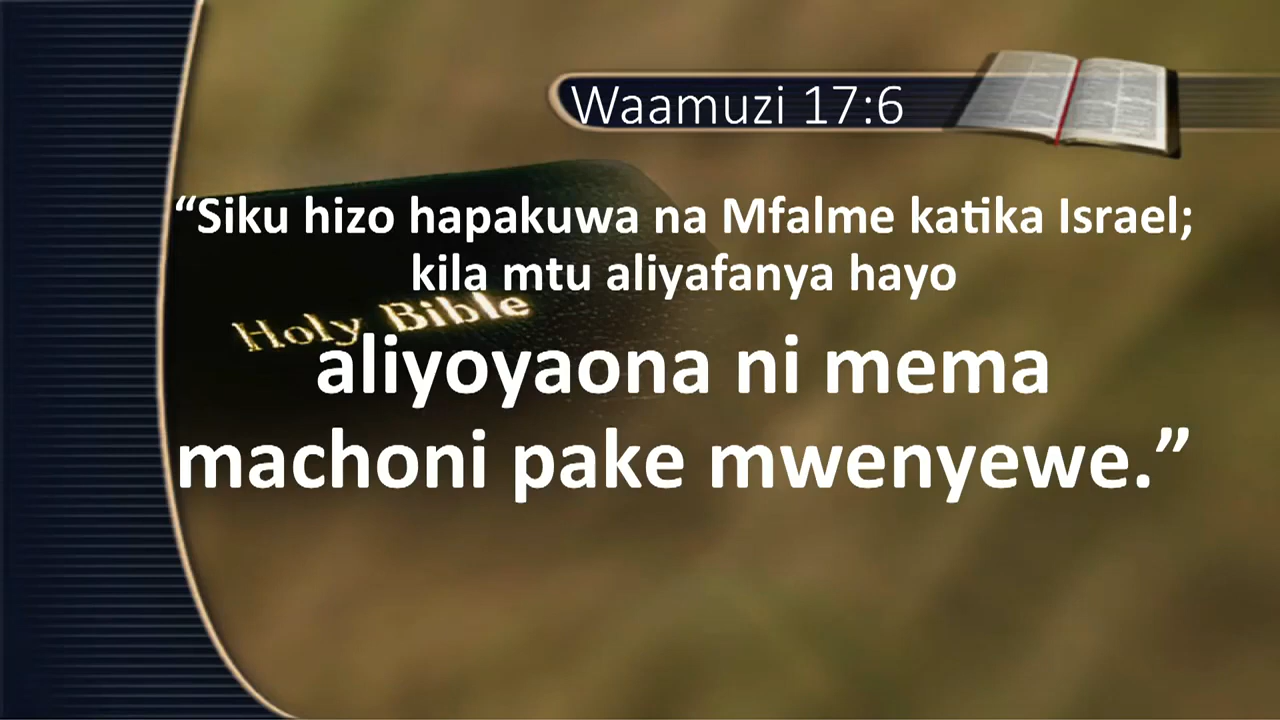 Waamuzi 17:6
“Siku hizo hapakuwa na Mfalme katika Israel;
kila mtu aliyafanya hayo
Holy Bible
aliyoyaona ni mema
machoni pake mwenyewe.”